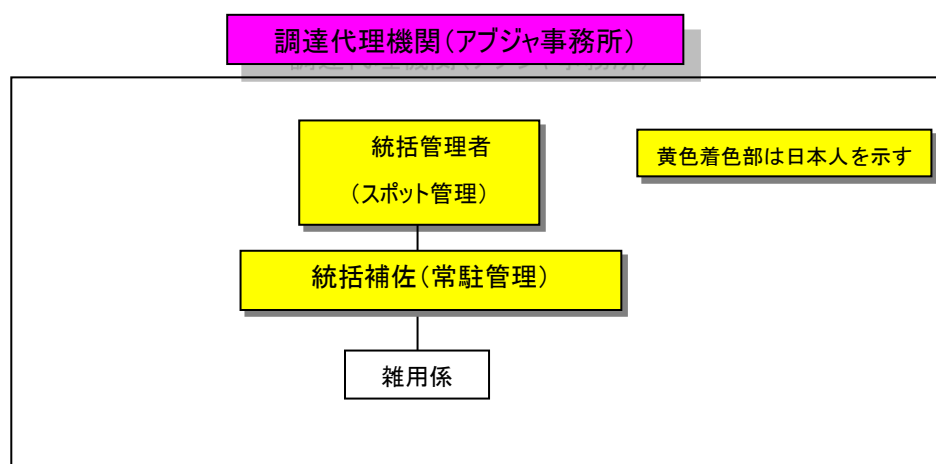 調達代理機関（アブジャ事務所）
統括管理者
（スポット管理）
黄色着色部は日本人を示す
統括補佐（常駐管理）
雑用係